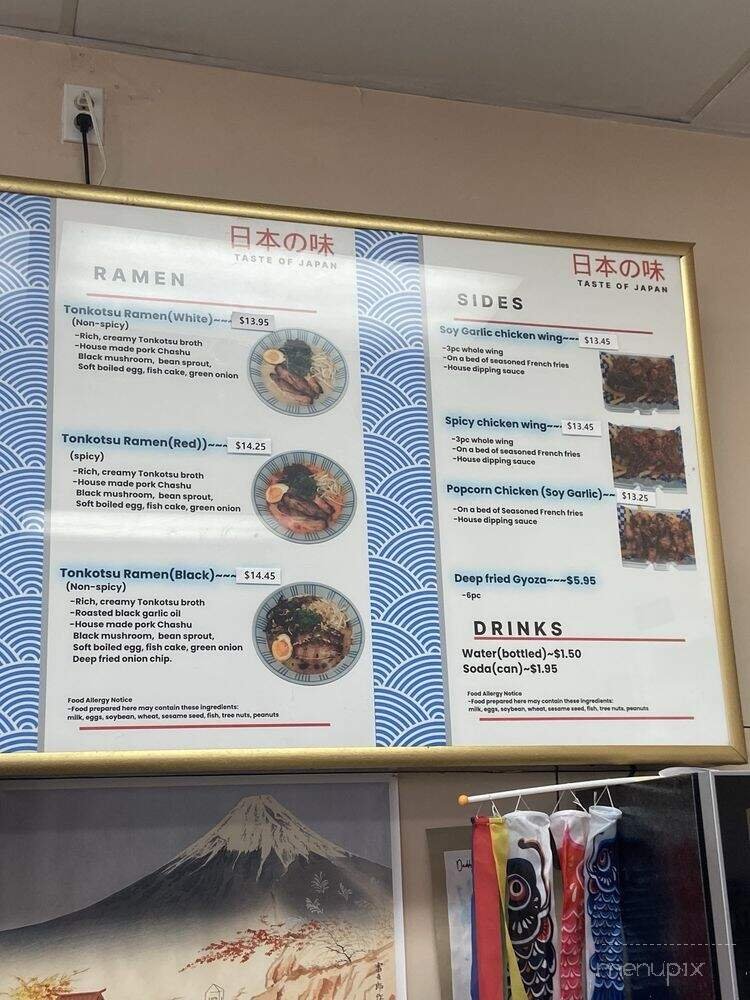 日本の味
TASTE OF JAPAN
RAMEN
Tonkotsu Ramen(White)~~~ $13.95
(Non-spicy)
-Rich, creamy Tonkotsu broth
-House made pork Chashu
Black mushroom, bean sprout,
Soft boiled egg, fish cake, green onion
Tonkotsu Ramen(Red))~~~ $14.25
(spicy)
-Rich, creamy Tonkotsu broth
-House made pork Chashu
Black mushroom, bean sprout,
Soft boiled egg, fish cake, green onion
Tonkotsu Ramen(Black)~~~ $14.45
(Non-spicy)
-Rich, creamy Tonkotsu broth
-Roasted black garlic oil
-House made pork Chashu
Black mushroom, bean sprout,
Soft boiled egg, fish cake, green onion
Deep fried onion chip.
Food Allergy Notice
-Food prepared here may contain these ingredients:
milk, eggs, soybean, wheat, sesame seed, fish, tree nuts, peanuts
日本の味
TASTE OF JAPAN
SIDES
Soy Garlic chicken wing~~~ $13.45
-3pc whole wing
-On a bed of seasoned French fries
-House dipping sauce
Spicy chicken wing~~~ $13.45
-3pc whole wing
-On a bed of seasoned French fries
-House dipping sauce
Popcorn Chicken (Soy Garlic)~~ $13.25
-On a bed of Seasoned French fries
-House dipping sauce
Deep fried Gyoza~~~$5.95
-6pc
DRINKS
Water(bottled)~$1.50
Soda(can)~$1.95
Food Allergy Notice
-Food prepared here may contain these ingredients:
milk, eggs, soybean, wheat, sesame seed, fish, tree nuts, peanuts
menupix